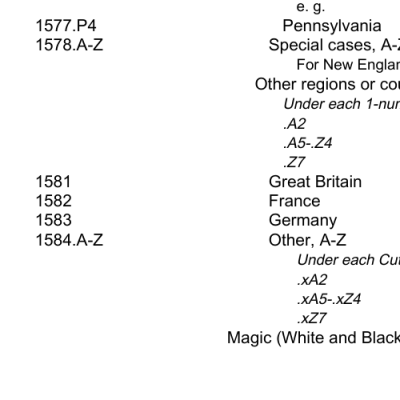 e. g.
1577.P4 Pennsylvania
1578.A-Z Special cases, A-Z
For New Englan
Other regions or cou
Under each 1-num
.A2
.A5-.Z4
.Z7
1581 Great Britain
1582 France
1583 Germany
1584.A-Z Other, A-Z
Under each Cut
.xA2
.xA5-.xZ4
.xZ7
Magic (White and Black